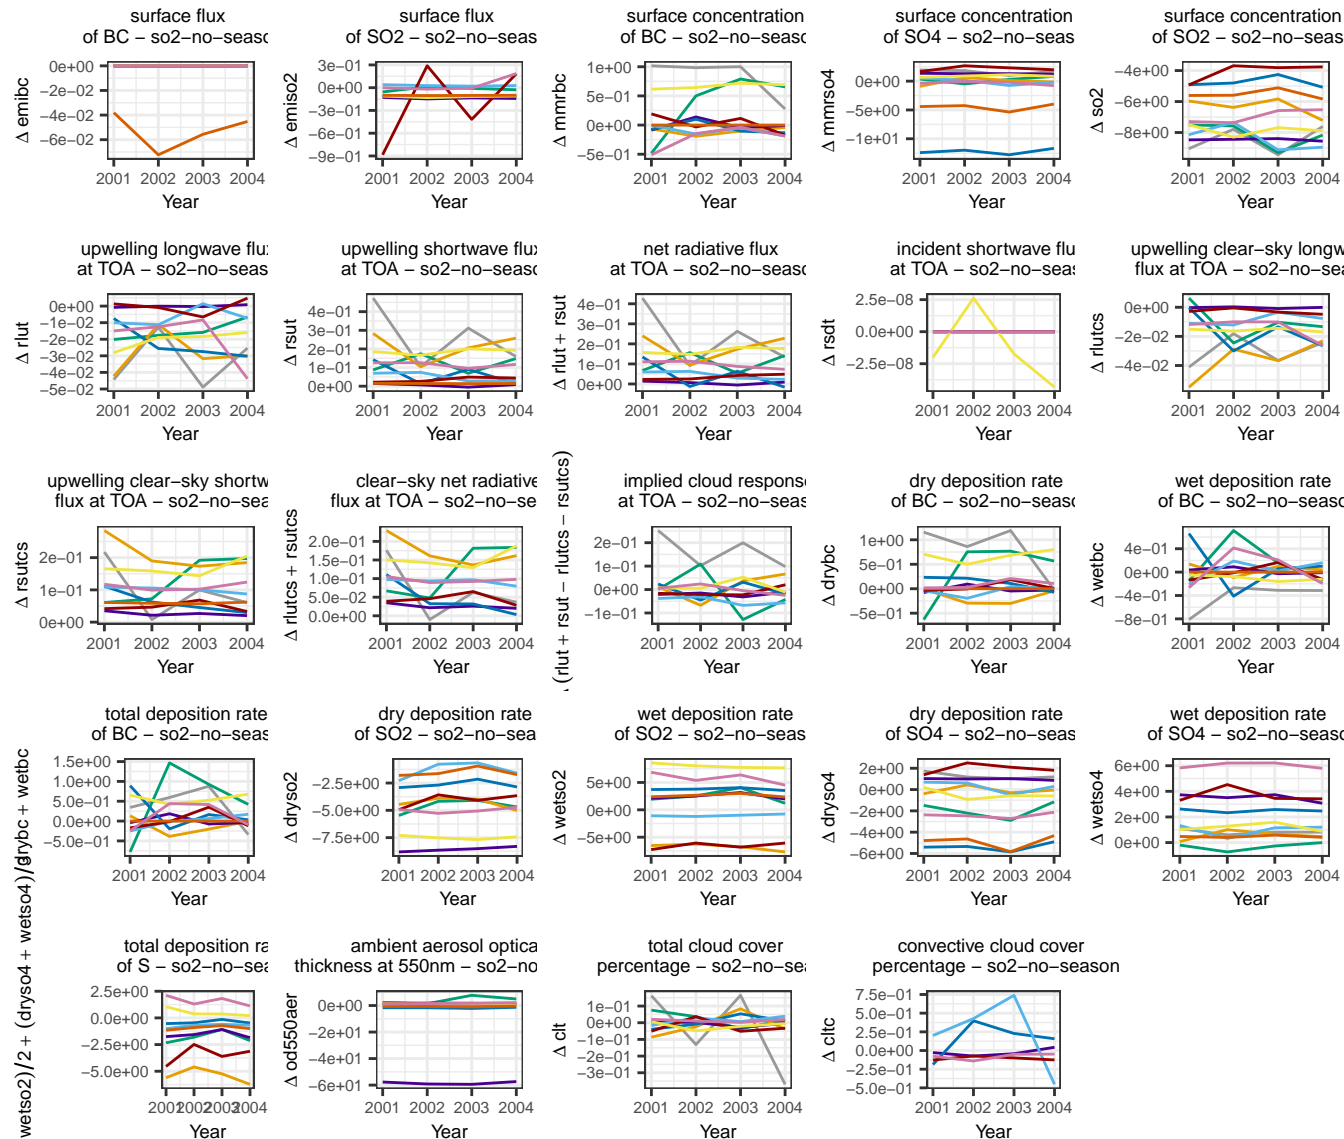 surface flux
of BC − so2−no−seasc
Δ emibc
0e+00
−2e−02
−4e−02
−6e−02
2001 2002 2003 2004
Year
surface flux
of SO2 − so2−no−seas
Δ emiso2
3e−01
0e+00
−3e−01
−6e−01
−9e−01
2001 2002 2003 2004
Year
surface concentration
of BC − so2−no−seasc
Δ mmrbc
1e+00
5e−01
0e+00
−5e−01
2001 2002 2003 2004
Year
surface concentration
of SO4 − so2−no−seas
Δ mmrso4
0e+00
−5e+00
−1e+01
2001 2002 2003 2004
Year
surface concentration
of SO2 − so2−no−seas
Δ so2
−4e+00
−6e+00
−8e+00
2001 2002 2003 2004
Year
upwelling longwave flux
at TOA − so2−no−seas
Δ rlut
0e+00
−1e−02
−2e−02
−3e−02
−4e−02
−5e−02
2001 2002 2003 2004
Year
upwelling shortwave flux
at TOA − so2−no−seas
Δ rsut
4e−01
3e−01
2e−01
1e−01
0e+00
2001 2002 2003 2004
Year
net radiative flux
at TOA − so2−no−seas
Δ rlut + rsut
4e−01
3e−01
2e−01
1e−01
0e+00
2001 2002 2003 2004
Year
incident shortwave flu
at TOA − so2−no−seas
Δ rsdt
2.5e−08
0.0e+00
−2.5e−08
2001 2002 2003 2004
Year
upwelling clear−sky longw
flux at TOA − so2−no−seas
Δ rlutcs
0e+00
−2e−02
−4e−02
2001 2002 2003 2004
Year
upwelling clear−sky shortw
flux at TOA − so2−no−sea
Δ rsutcs
2e−01
1e−01
0e+00
2001 2002 2003 2004
Year
clear−sky net radiative
flux at TOA − so2−no−se
Δ rlutcs + rsutcs
2.0e−01
1.5e−01
1.0e−01
5.0e−02
0.0e+00
2001 2002 2003 2004
Year
implied cloud response
at TOA − so2−no−seas
(rlut + rsut − rlutcs − rsutcs)
2e−01
1e−01
0e+00
−1e−01
2001 2002 2003 2004
Year
dry deposition rate
of BC − so2−no−seasc
Δ drybc
1e+00
5e−01
0e+00
−5e−01
2001 2002 2003 2004
Year
wet deposition rate
of BC − so2−no−seasc
Δ wetbc
4e−01
0e+00
−4e−01
−8e−01
2001 2002 2003 2004
Year
total deposition rate
of BC − so2−no−seas
drybc + wetbc
1.5e+00
1.0e+00
5.0e−01
0.0e+00
−5.0e−01
2001 2002 2003 2004
Year
dry deposition rate
of SO2 − so2−no−seas
Δ dryso2
−2.5e+00
−5.0e+00
−7.5e+00
2001 2002 2003 2004
Year
wet deposition rate
of SO2 − so2−no−seas
Δ wetso2
5e+00
0e+00
−5e+00
2001 2002 2003 2004
Year
dry deposition rate
of SO4 − so2−no−seas
Δ dryso4
2e+00
0e+00
−2e+00
−4e+00
−6e+00
2001 2002 2003 2004
Year
wet deposition rate
of SO4 − so2−no−seas
Δ wetso4
6e+00
4e+00
2e+00
0e+00
2001 2002 2003 2004
Year
total deposition ra
of S − so2−no−sea
wetso2)/2 + (dryso4 + wetso4)/3
2.5e+00
0.0e+00
−2.5e+00
−5.0e+00
2001 2002 2003 2004
Year
ambient aerosol optica
thickness at 550nm − so2−no
Δ od550aer
0e+00
−2e+01
−4e+01
−6e+01
2001 2002 2003 2004
Year
total cloud cover
percentage − so2−no−sea
Δ clt
1e−01
0e+00
−1e−01
−2e−01
−3e−01
2001 2002 2003 2004
Year
convective cloud cover
percentage − so2−no−season
Δ cltc
7.5e−01
5.0e−01
2.5e−01
0.0e+00
−2.5e−01
−5.0e−01
2001 2002 2003 2004
Year